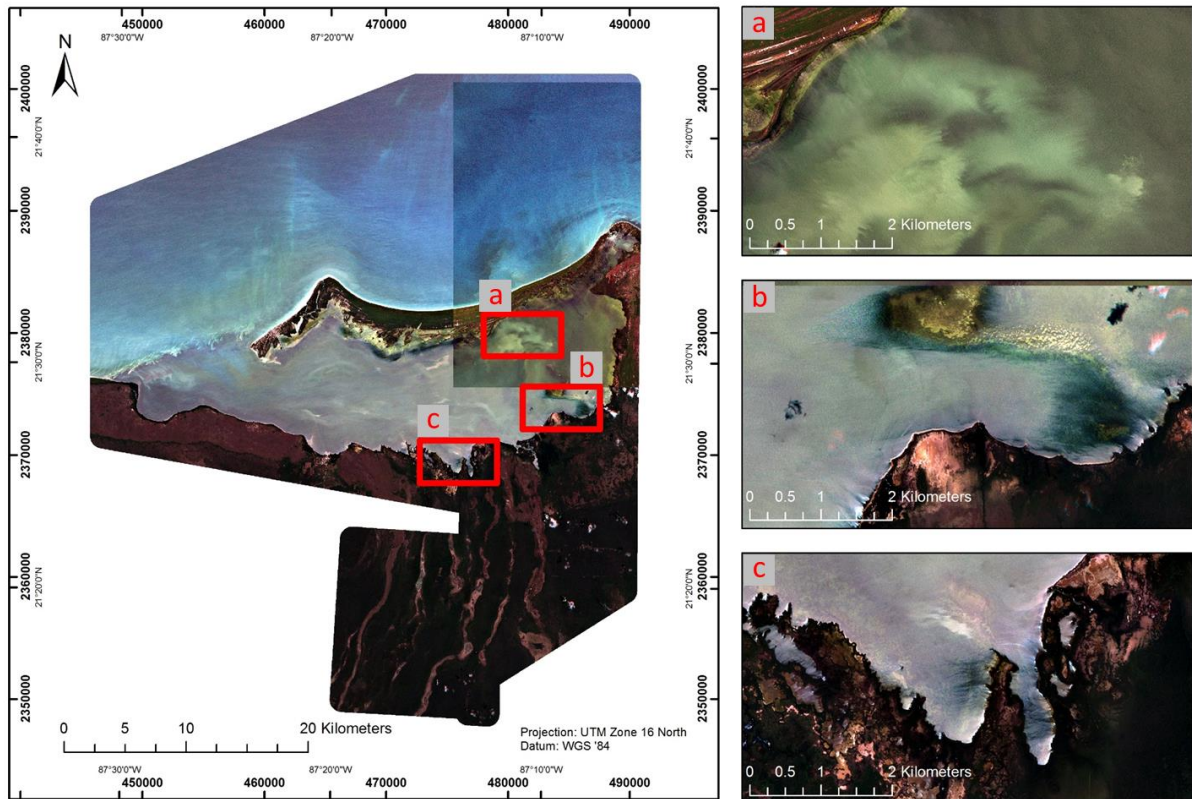 450000 460000 470000 480000 490000
87°30'0"W 87°20'0"W 87°10'0"W
N
2400000 2400000
21°40'0"N 21°40'0"N
2390000 2390000
2380000 2380000
21°30'0"N 21°30'0"N
2370000 2370000
2360000 2360000
21°20'0"N 21°20'0"N
2350000 2350000
a
b
c
0 5 10 20 Kilometers
Projection: UTM Zone 16 North
Datum: WGS '84
87°30'0"W 87°20'0"W 87°10'0"W
450000 460000 470000 480000 490000
a
0 0.5 1 2 Kilometers
b
0 0.5 1 2 Kilometers
c
0 0.5 1 2 Kilometers